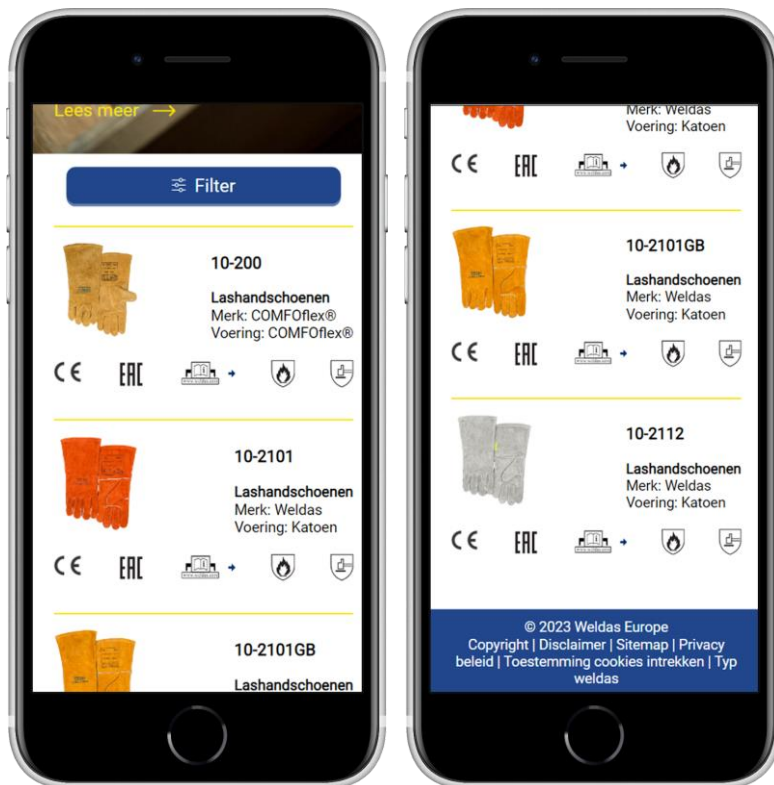 Lees meer →
Filter
10-200
Lashandschoenen
Merk: COMFOflex®
Voering: COMFOflex®
CE
EAC
10-2101
Lashandschoenen
Merk: Weldas
Voering: Katoen
CE
EAC
10-2101GB
Lashandschoenen
Merk: Weldas
Voering: Katoen
CE
EAC
10-2101GB
Lashandschoenen
Merk: Weldas
Voering: Katoen
CE
EAC
10-2112
Lashandschoenen
Merk: Weldas
Voering: Katoen
CE
EAC
© 2023 Weldas Europe
Copyright | Disclaimer | Sitemap | Privacy
beleid | Toestemming cookies intrekken | Typ
weldas